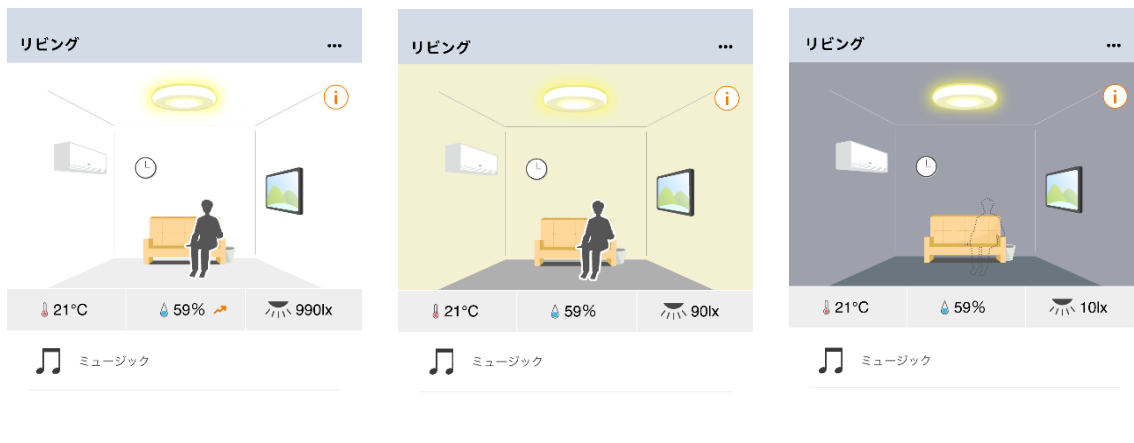 リビング
•••
i
21°C
59%
990lx
ミュージック
リビング
•••
i
21°C
59%
90lx
ミュージック
リビング
•••
i
21°C
59%
10lx
ミュージック